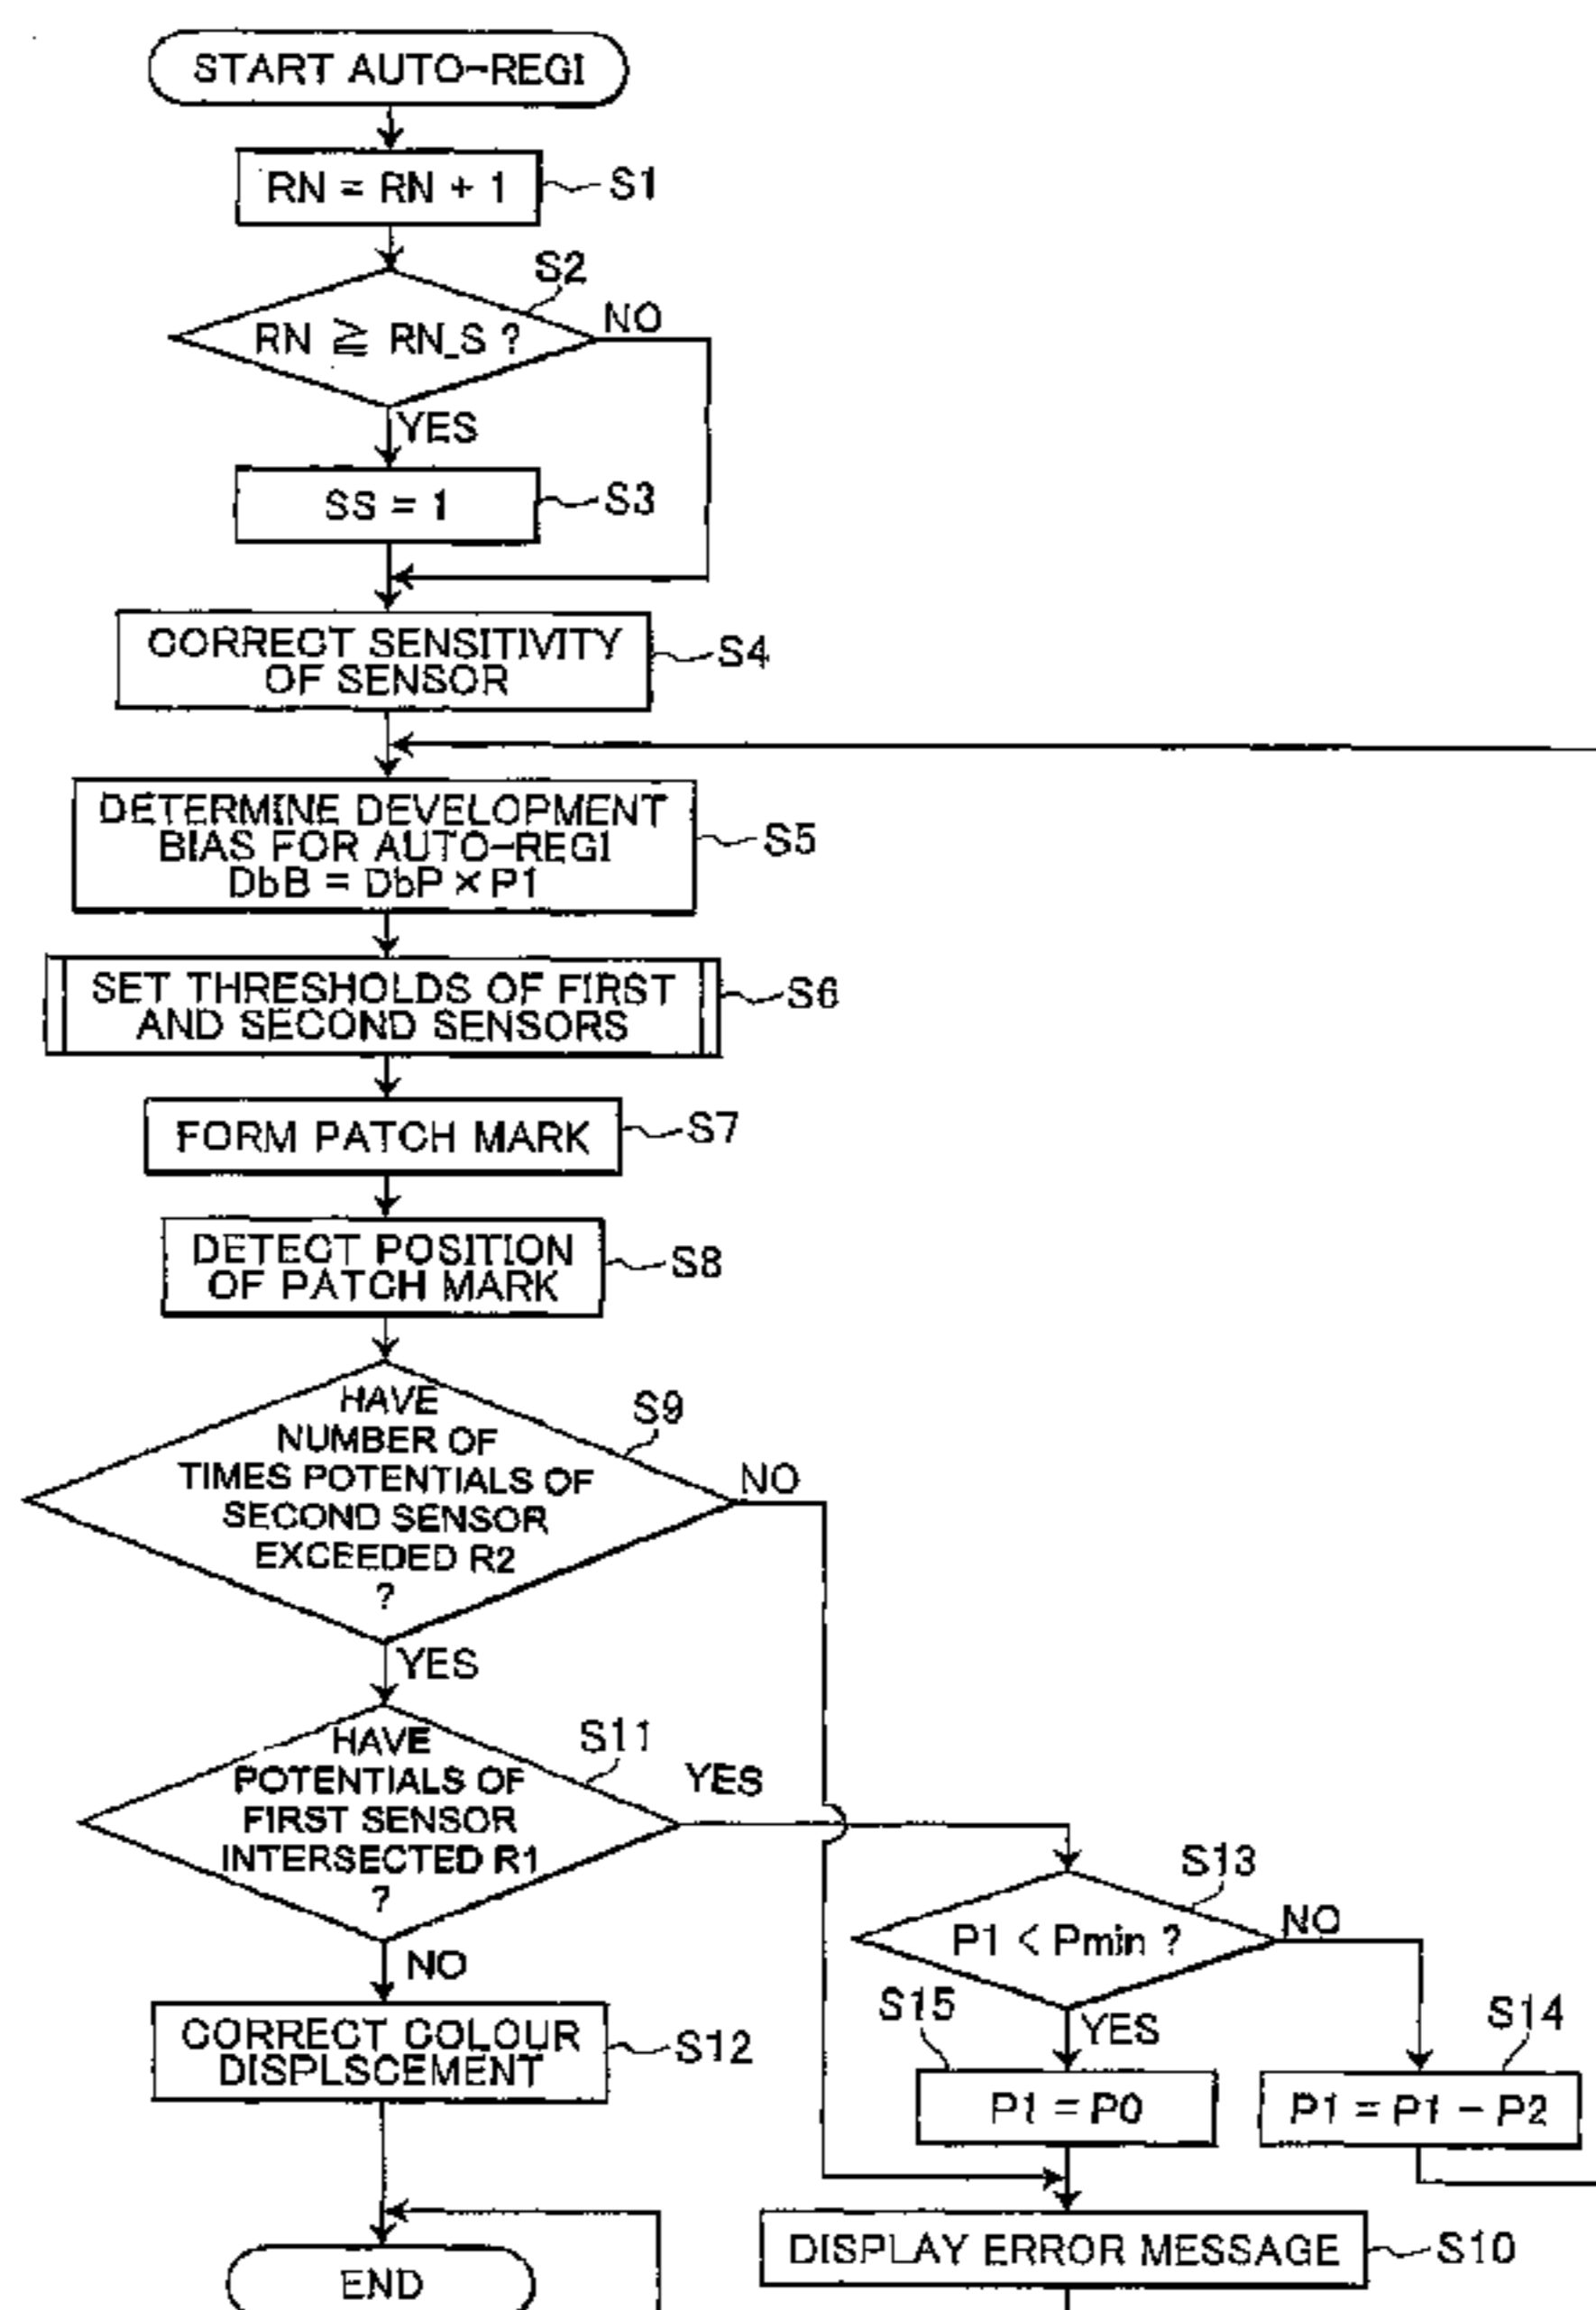 START AUTO-REGI
RN = RN + 1
S1
S2
RN ≧ RN_S ?
NO
YES
SS = 1
S3
CORRECT SENSITIVITY
OF SENSOR
S4
DETERMINE DEVELOPMENT
BIAS FOR AUTO-REGI
DbB = DbP × P1
S5
SET THRESHOLDS OF FIRST
AND SECOND SENSORS
S6
FORM PATCH MARK
S7
DETECT POSITION
OF PATCH MARK
S8
HAVE
NUMBER OF
TIMES POTENTIALS OF
SECOND SENSOR
EXCEEDED R2
?
S9
NO
YES
HAVE
POTENTIALS OF
FIRST SENSOR
INTERSECTED R1
?
S11
YES
NO
S13
P1 < Pmin ?
NO
YES
CORRECT COLOUR
DISPLSCEMENT
S12
S15
P1 = P0
S14
P1 = P1 - P2
DISPLAY ERROR MESSAGE
S10
END